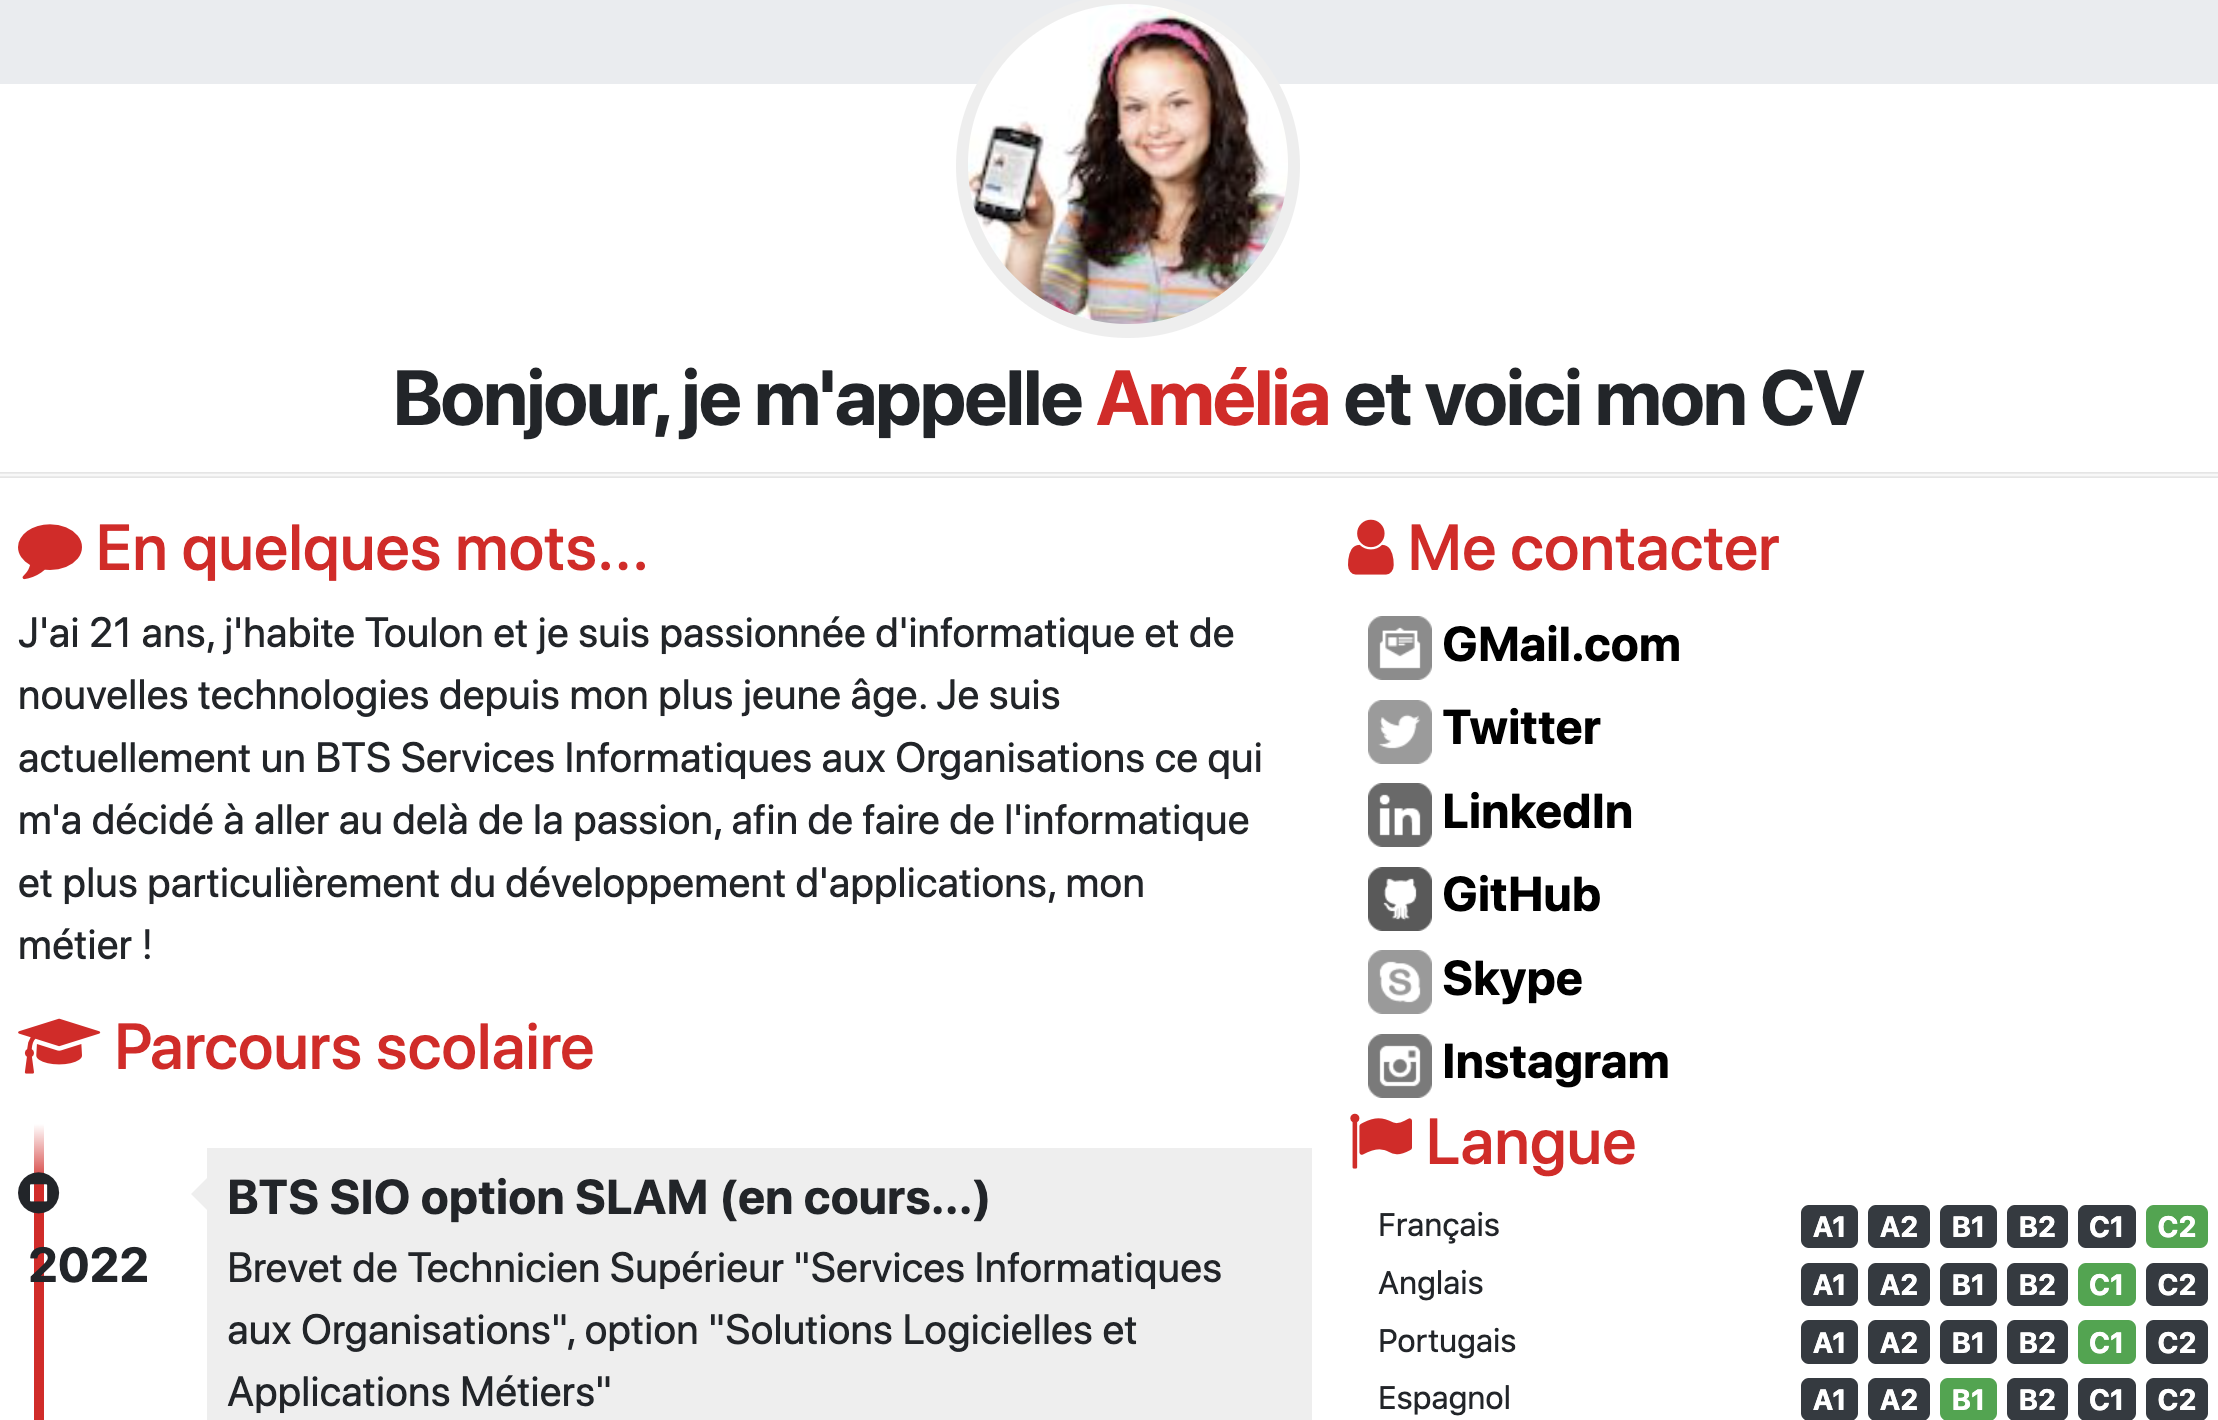 Bonjour, je m'appelle Amélia et voici mon CV
En quelques mots...
J'ai 21 ans, j'habite Toulon et je suis passionnée d'informatique et de
nouvelles technologies depuis mon plus jeune âge. Je suis
actuellement un BTS Services Informatiques aux Organisations ce qui
m'a décidé à aller au delà de la passion, afin de faire de l'informatique
et plus particulièrement du développement d'applications, mon
métier !
Parcours scolaire
2022
BTS SIO option SLAM (en cours...)
Brevet de Technicien Supérieur "Services Informatiques
aux Organisations", option "Solutions Logicielles et
Applications Métiers"
Me contacter
GMail.com
Twitter
LinkedIn
GitHub
Skype
Instagram
Langue
Français A1 A2 B1 B2 C1 C2
Anglais A1 A2 B1 B2 C1 C2
Portugais A1 A2 B1 B2 C1 C2
Espagnol A1 A2 B1 B2 C1 C2